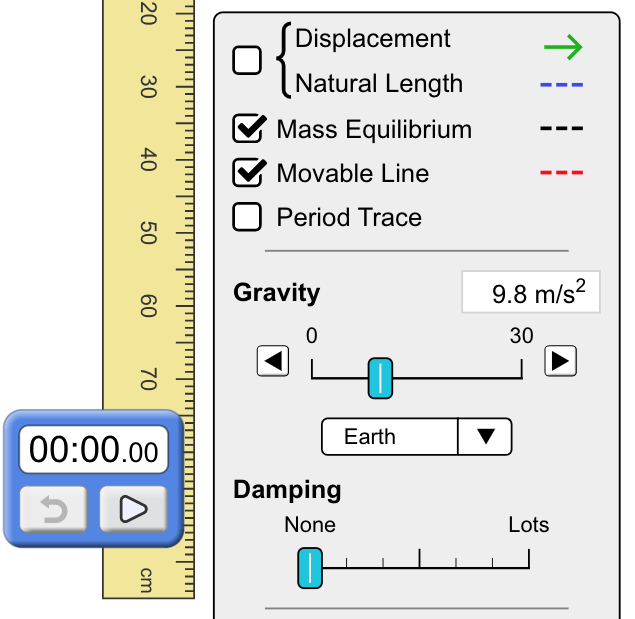 20
30
40
50
60
70
cm
00:00.00
Displacement
Natural Length
Mass Equilibrium
Movable Line
Period Trace
Gravity 9.8 m/s²
0 30
Earth
Damping
None Lots